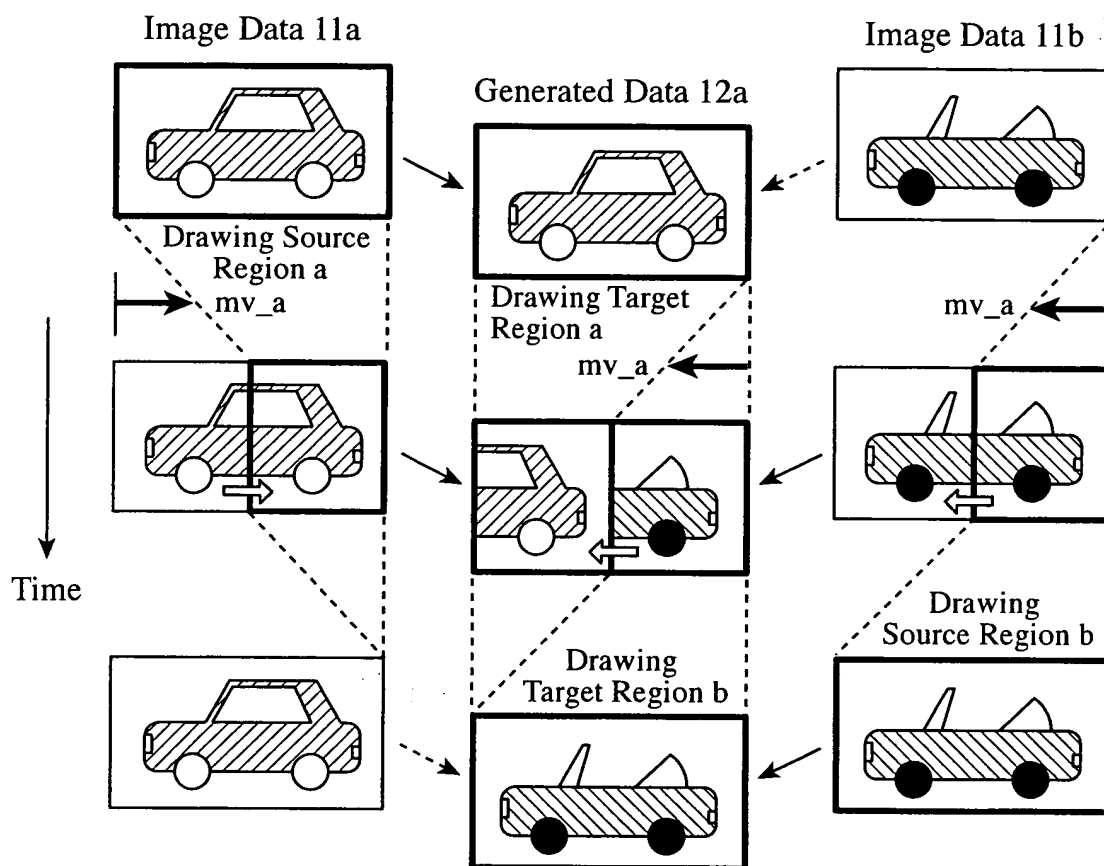 Image Data 11a
Image Data 11b
Generated Data 12a
Drawing Source
Region a
mv_a
Drawing Target
Region a
mv_a
mv_a
Time
Drawing
Source Region b
Drawing
Target Region b